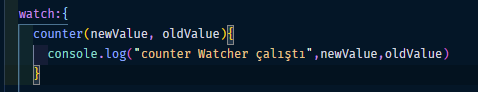 watch:{
counter(newValue, oldValue){
console.log("counter Watcher çalıştı",newValue,oldValue)
}